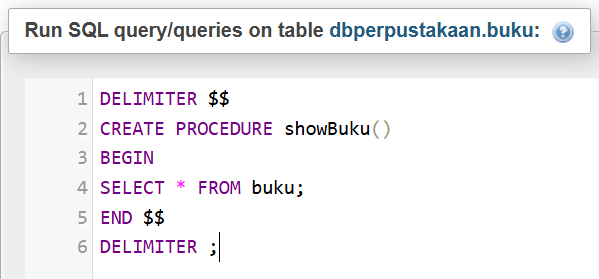 Run SQL query/queries on table dbperpustakaan.buku:
1 DELIMITER $$
2 CREATE PROCEDURE showBuku()
3 BEGIN
4 SELECT * FROM buku;
5 END $$
6 DELIMITER ;